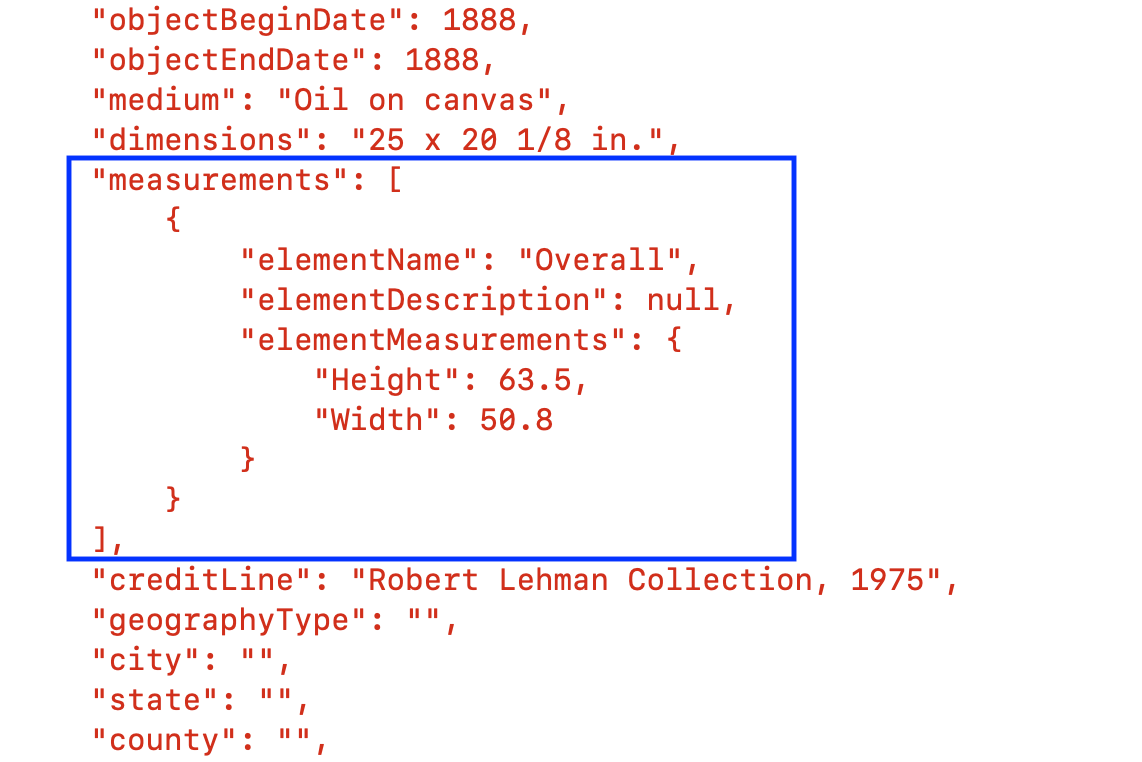 "objectBeginDate": 1888,
"objectEndDate": 1888,
"medium": "Oil on canvas",
"dimensions": "25 x 20 1/8 in.",
"measurements": [
{
"elementName": "Overall",
"elementDescription": null,
"elementMeasurements": {
"Height": 63.5,
"Width": 50.8
}
}
],
"creditLine": "Robert Lehman Collection, 1975",
"geographyType": "",
"city": "",
"state": "",
"county": "",